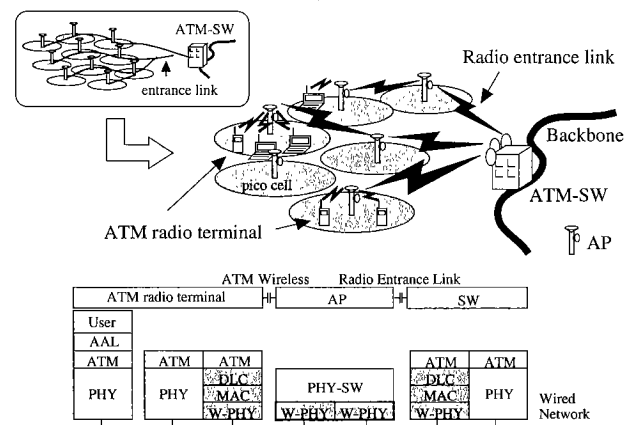 ATM-SW
entrance link
Radio entrance link
Backbone
pico cell
ATM-SW
ATM radio terminal
AP
ATM Wireless Radio Entrance Link
ATM radio terminal AP SW
User
AAL
ATM ATM ATM ATM ATM
PHY PHY DLC PHY-SW DLC PHY
MAC MAC
W-PHY W-PHY W-PHY W-PHY
Wired
Network